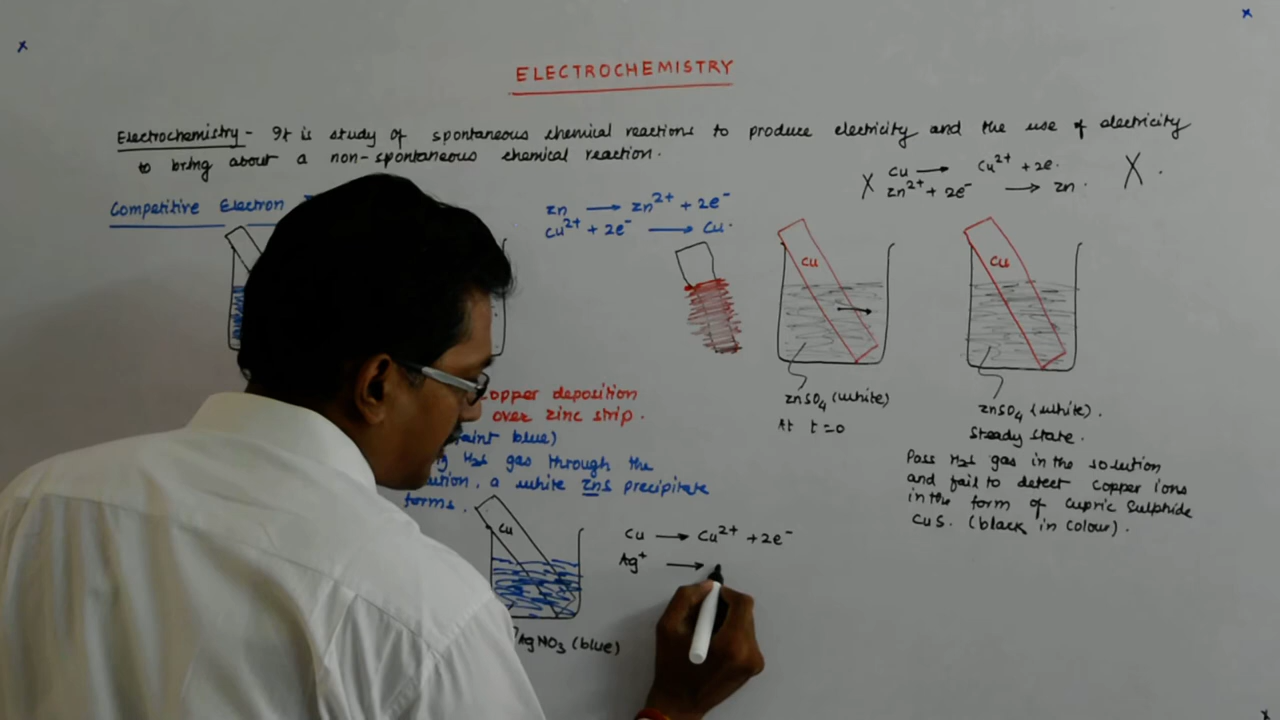 ELECTROCHEMISTRY
Electrochemistry - It is study of spontaneous chemical reactions to produce electricity and the use of electricity
to bring about a non-spontaneous chemical reaction.
Competitive Electron
Zn → Zn²⁺ + 2e⁻
Cu²⁺ + 2e⁻ → Cu.
X Cu → Cu²⁺ + 2e. X.
Zn²⁺ + 2e⁻ → Zn.
Cu
ZnSO₄ (white)
At t=0
Cu
ZnSO₄ (white).
Steady state.
Pass H₂S gas in the solution
and fail to detect copper ions
in the form of cupric sulphide
CuS. (black in colour).
opper deposition
over zinc strip.
aint blue)
g H₂S gas through the
ution, a white ZnS precipitate
forms.
Cu
AgNO₃ (blue)
Cu → Cu²⁺ + 2e⁻
Ag⁺ →